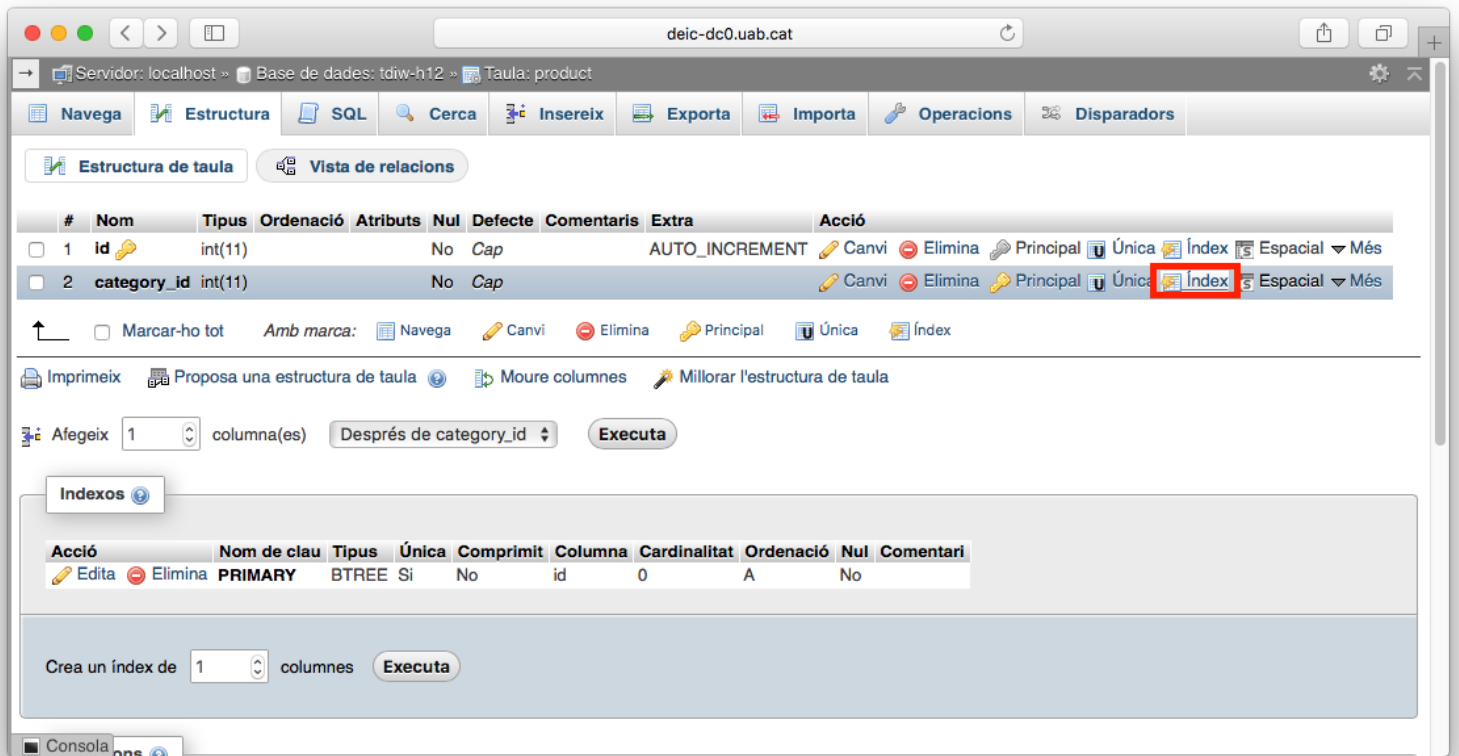 deic-dc0.uab.cat
Servidor: localhost » Base de dades: tdiw-h12 » Taula: product
Navega Estructura SQL Cerca Insereix Exporta Importa Operacions Disparadors
Estructura de taula Vista de relacions
# Nom Tipus Ordenació Atributs Nul Defecte Comentaris Extra Acció
1 id int(11) No Cap AUTO_INCREMENT Canvi Elimina Principal Única Índex Espacial Més
2 category_id int(11) No Cap Canvi Elimina Principal Única Índex Espacial Més
Marcar-ho tot Amb marca: Navega Canvi Elimina Principal Única Índex
Imprimeix Proposa una estructura de taula Moure columnes Millorar l'estructura de taula
Afegeix 1 columna(es) Després de category_id Executa
Indexos
Acció Nom de clau Tipus Única Comprimit Columna Cardinalitat Ordenació Nul Comentari
Edita Elimina PRIMARY BTREE Si No id 0 A No
Crea un índex de 1 columnes Executa
Consola